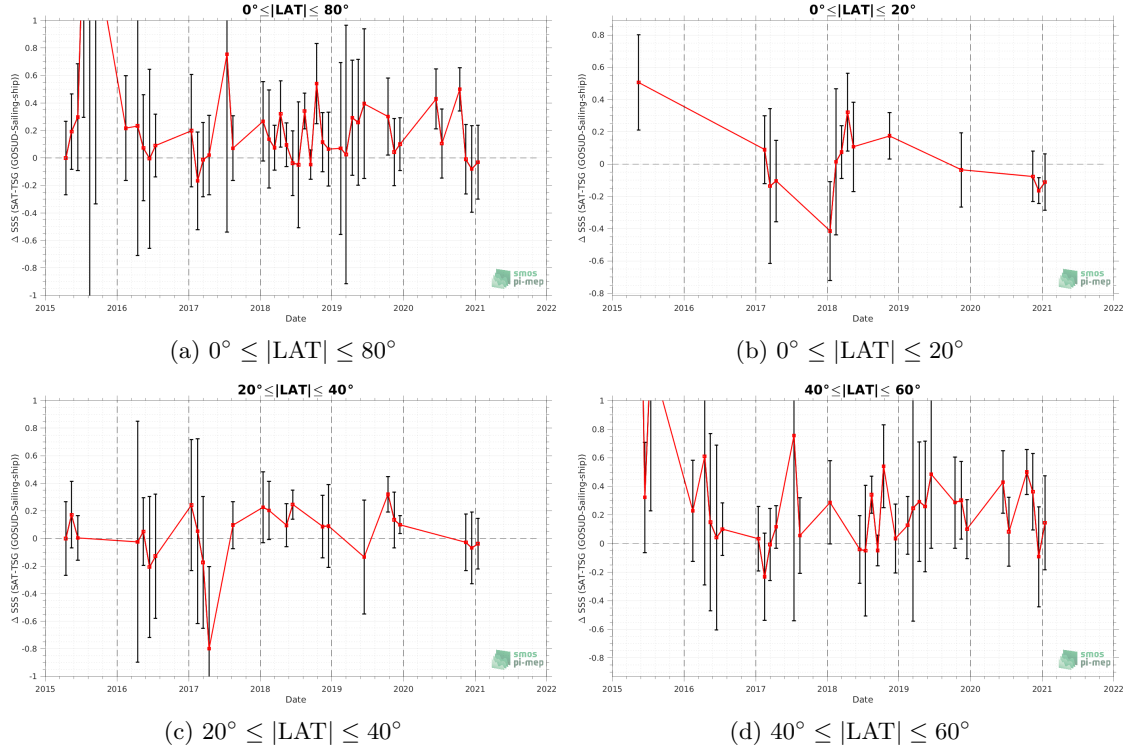 0°≤|LAT|≤ 80°
1
0.8
0.6
0.4
0.2
0
-0.2
-0.4
-0.6
-0.8
-1
Δ SSS (SAT-TSG (GOSUD-Sailing-ship))
2015 2016 2017 2018 2019 2020 2021 2022
Date
smos
pi-mep
(a) 0° ≤ |LAT| ≤ 80°
0°≤|LAT|≤ 20°
0.8
0.6
0.4
0.2
0
-0.2
-0.4
-0.6
-0.8
Δ SSS (SAT-TSG (GOSUD-Sailing-ship))
2015 2016 2017 2018 2019 2020 2021 2022
Date
smos
pi-mep
(b) 0° ≤ |LAT| ≤ 20°
20°≤|LAT|≤ 40°
1
0.8
0.6
0.4
0.2
0
-0.2
-0.4
-0.6
-0.8
-1
Δ SSS (SAT-TSG (GOSUD-Sailing-ship))
2015 2016 2017 2018 2019 2020 2021 2022
Date
smos
pi-mep
(c) 20° ≤ |LAT| ≤ 40°
40°≤|LAT|≤ 60°
1
0.8
0.6
0.4
0.2
0
-0.2
-0.4
-0.6
-0.8
Δ SSS (SAT-TSG (GOSUD-Sailing-ship))
2015 2016 2017 2018 2019 2020 2021 2022
Date
smos
pi-mep
(d) 40° ≤ |LAT| ≤ 60°